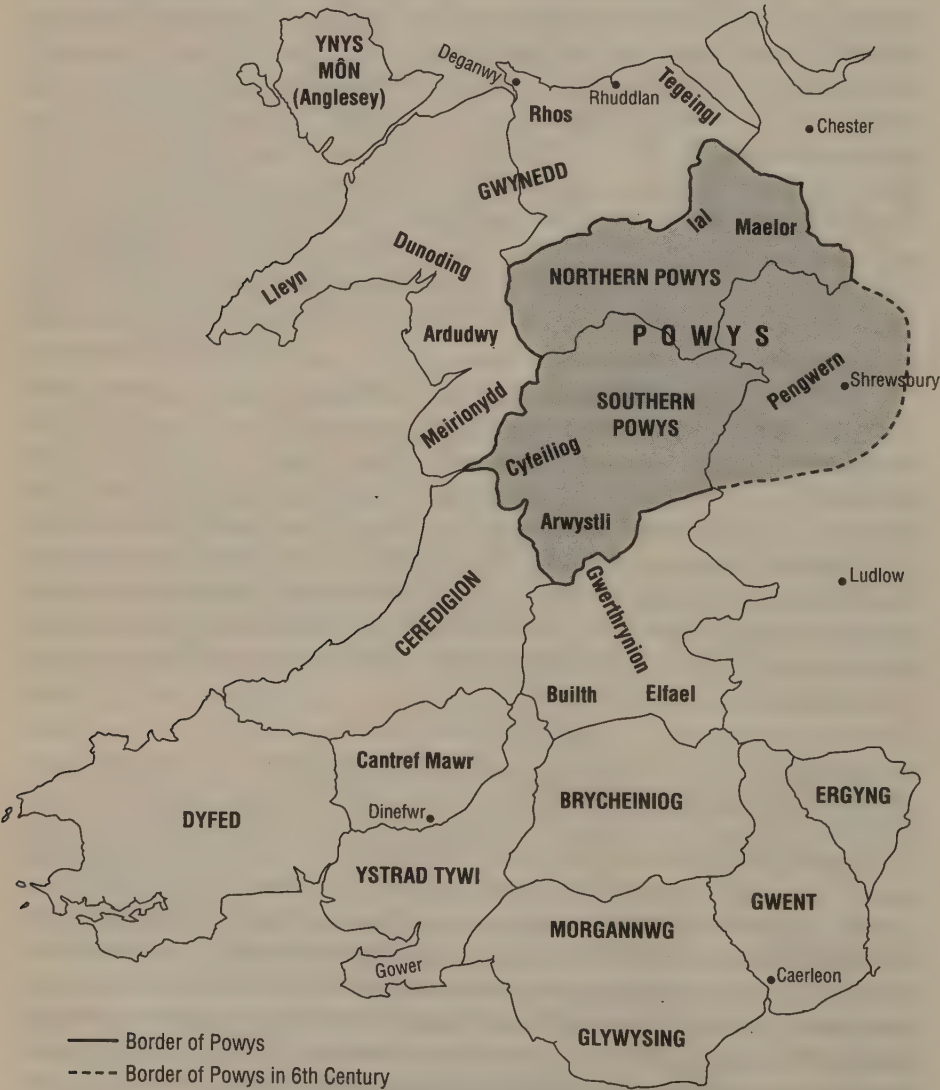 YNYS
MÔN
(Anglesey)
Deganwy
Rhos
Rhuddlan
Tegeingl
Chester
GWYNEDD
Ial
Maelor
Dunoding
Lleyn
NORTHERN POWYS
Ardudwy
POWYS
Pengwern
Shrewsbury
Meirionydd
SOUTHERN
POWYS
Cyfeiliog
Arwystli
Ludlow
CEREDIGION
Gwerthrynion
Builth
Elfael
Cantref Mawr
Dinefwr
DYFED
BRYCHEINIOG
ERGYNG
YSTRAD TYWI
GWENT
MORGANNWG
Gower
Caerleon
GLYWYSING
Border of Powys
Border of Powys in 6th Century